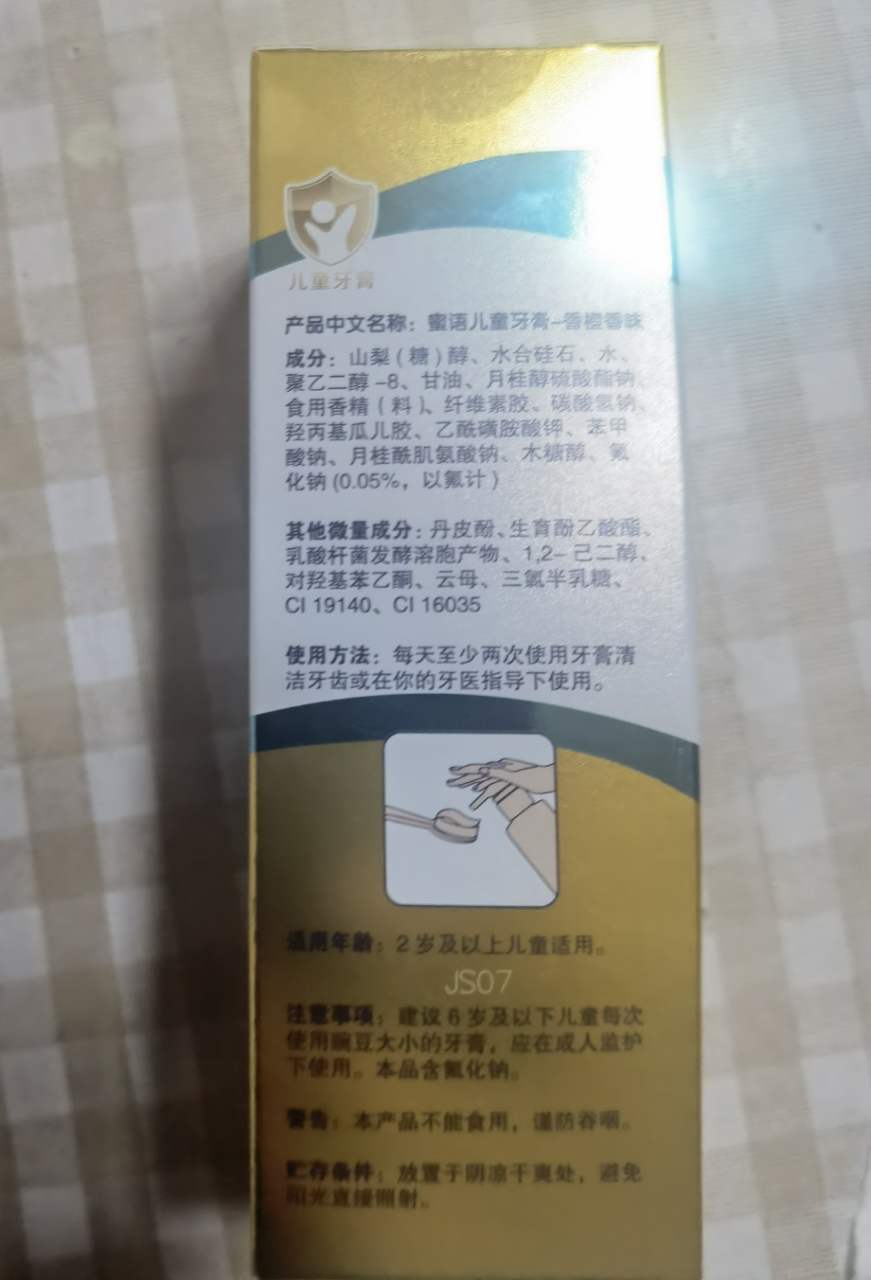 儿童牙膏
产品中文名称：蜜语儿童牙膏-香橙香味
成分：山梨(糖)醇、水合硅石、水、
聚乙二醇-8、甘油、月桂醇硫酸酯钠、
食用香精(料)、纤维素胶、碳酸氢钠、
羟丙基瓜儿胶、乙酰磺胺酸钾、苯甲
酸钠、月桂酰肌氨酸钠、木糖醇、氟
化钠(0.05%，以氟计)
其他微量成分：丹皮酚、生育酚乙酸酯、
乳酸杆菌发酵溶胞产物、1,2-己二醇、
对羟基苯乙酮、云母、三氯半乳糖、
CI 19140、CI 16035
使用方法：每天至少两次使用牙膏清
洁牙齿或在你的牙医指导下使用。
适用年龄：2岁及以上儿童适用。
JS07
注意事项：建议6岁及以下儿童每次
使用豌豆大小的牙膏，应在成人监护
下使用。本品含氟化钠。
警告：本产品不能食用，谨防吞咽。
贮存条件：放置于阴凉干爽处，避免
阳光直接照射。